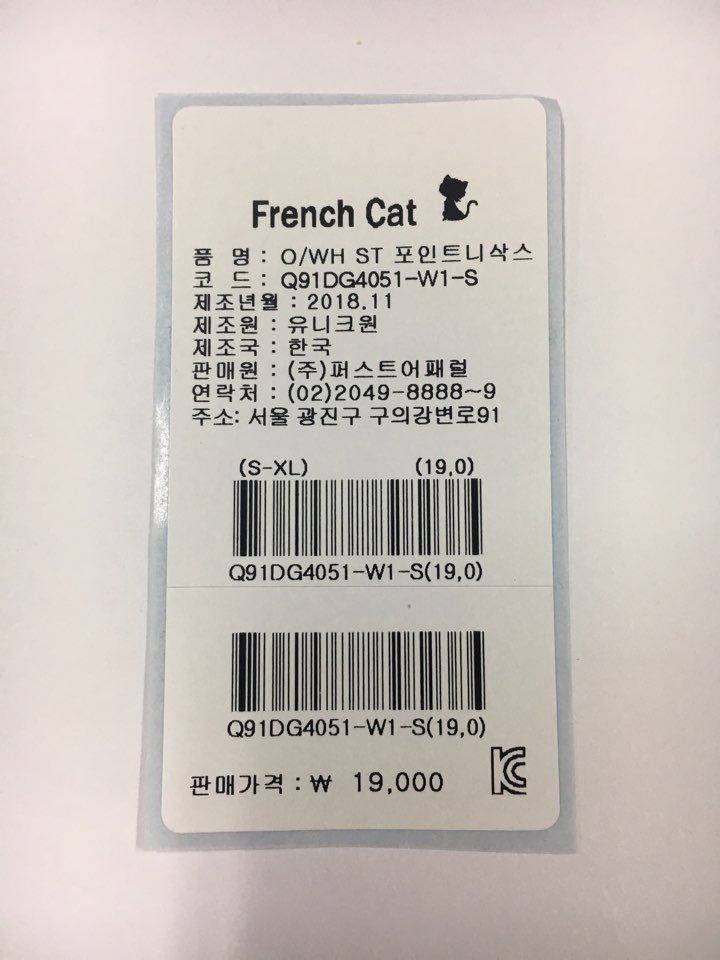 French Cat
품 명 : O/WH ST 포인트니삭스
코 드 : Q91DG4051-W1-S
제조년월 : 2018.11
제조원 : 유니크원
제조국 : 한국
판매원 : (주)퍼스트어패럴
연락처 : (02)2049-8888~9
주소: 서울 광진구 구의강변로91
(S-XL) (19,0)
Q91DG4051-W1-S(19,0)
Q91DG4051-W1-S(19,0)
판매가격 : ₩ 19,000
KC